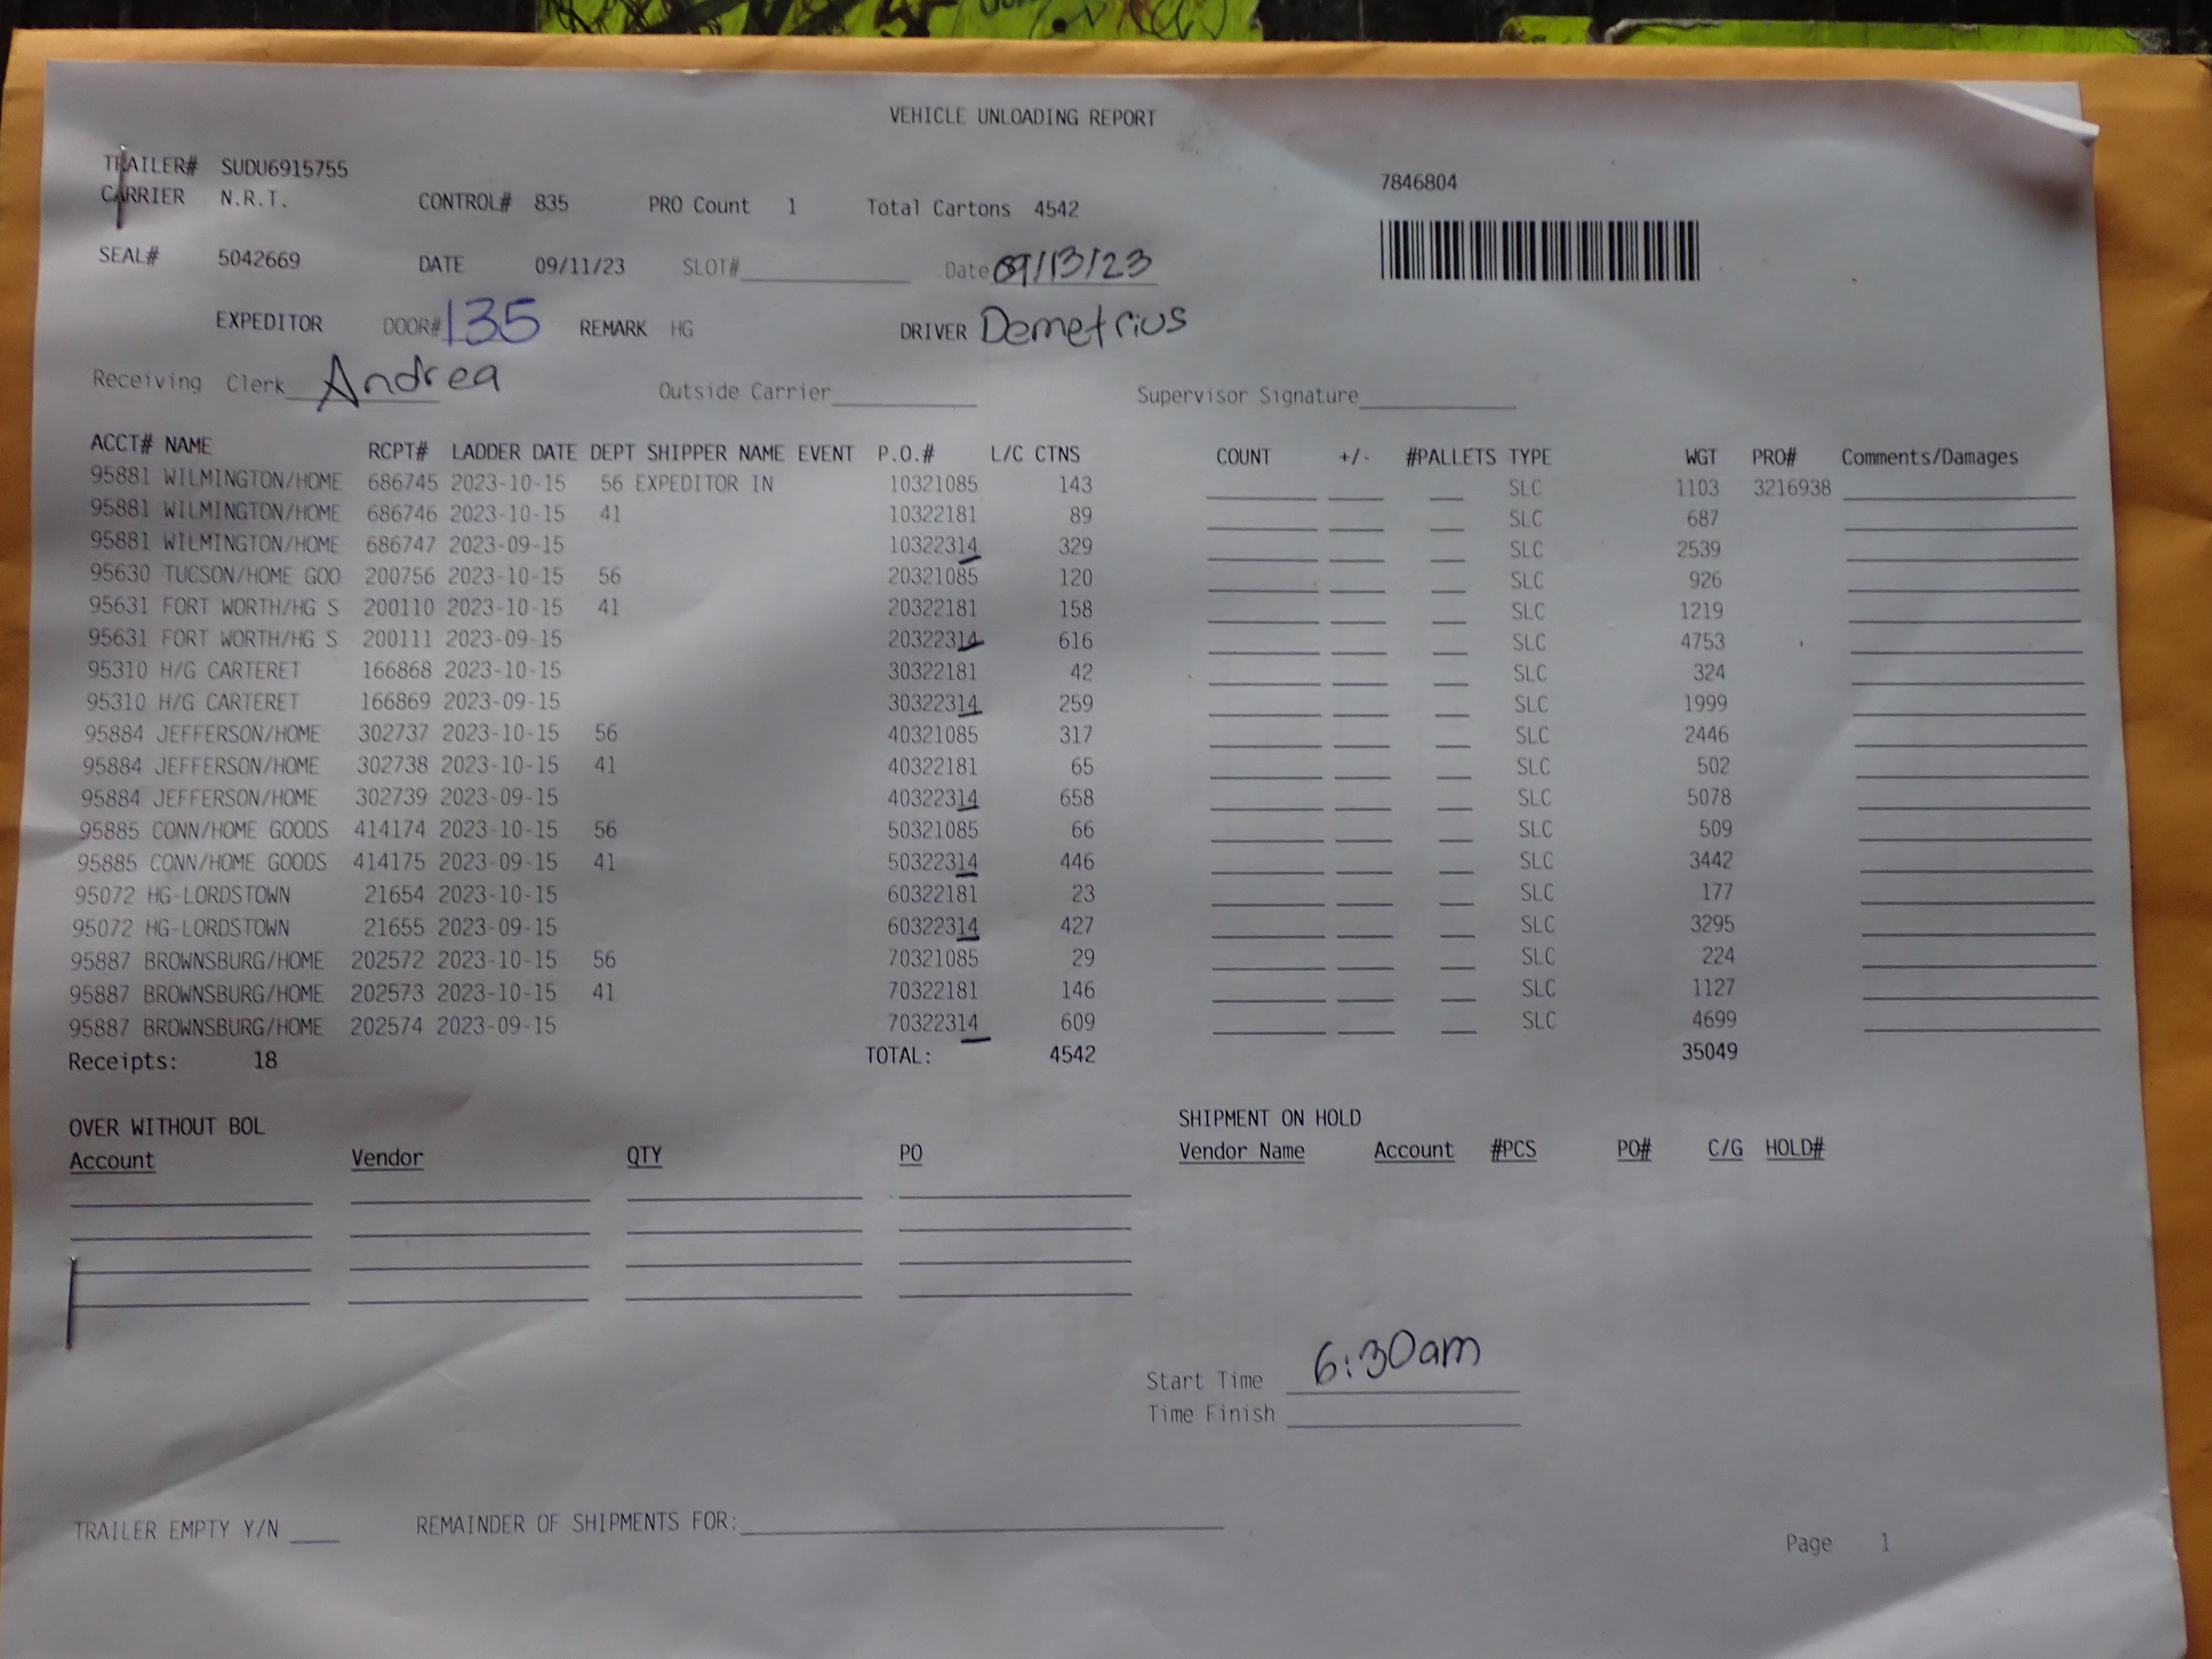 VEHICLE UNLOADING REPORT
TRAILER# SUDU6915755
7846804
CARRIER N.R.T. CONTROL# 835 PRO Count 1 Total Cartons 4542
SEAL# 5042669 DATE 09/11/23 SLOT# Date 09/13/23
EXPEDITOR DOOR# 135 REMARK HG DRIVER Demetrius
Receiving Clerk Andrea Outside Carrier Supervisor Signature
ACCT# NAME RCPT# LADDER DATE DEPT SHIPPER NAME EVENT P.O.# L/C CTNS COUNT +/- #PALLETS TYPE WGT PRO# Comments/Damages
95881 WILMINGTON/HOME 686745 2023-10-15 56 EXPEDITOR IN 10321085 143 SLC 1103 3216938
95881 WILMINGTON/HOME 686746 2023-10-15 41 10322181 89 SLC 687
95881 WILMINGTON/HOME 686747 2023-09-15 10322314 329 SLC 2539
95630 TUCSON/HOME GOO 200756 2023-10-15 56 20321085 120 SLC 926
95631 FORT WORTH/HG S 200110 2023-10-15 41 20322181 158 SLC 1219
95631 FORT WORTH/HG S 200111 2023-09-15 20322314 616 SLC 4753
95310 H/G CARTERET 166868 2023-10-15 30322181 42 SLC 324
95310 H/G CARTERET 166869 2023-09-15 30322314 259 SLC 1999
95884 JEFFERSON/HOME 302737 2023-10-15 56 40321085 317 SLC 2446
95884 JEFFERSON/HOME 302738 2023-10-15 41 40322181 65 SLC 502
95884 JEFFERSON/HOME 302739 2023-09-15 40322314 658 SLC 5078
95885 CONN/HOME GOODS 414174 2023-10-15 56 50321085 66 SLC 509
95885 CONN/HOME GOODS 414175 2023-09-15 41 50322314 446 SLC 3442
95072 HG-LORDSTOWN 21654 2023-10-15 60322181 23 SLC 177
95072 HG-LORDSTOWN 21655 2023-09-15 60322314 427 SLC 3295
95887 BROWNSBURG/HOME 202572 2023-10-15 56 70321085 29 SLC 224
95887 BROWNSBURG/HOME 202573 2023-10-15 41 70322181 146 SLC 1127
95887 BROWNSBURG/HOME 202574 2023-09-15 70322314 609 SLC 4699
Receipts: 18 TOTAL: 4542 35049
OVER WITHOUT BOL SHIPMENT ON HOLD
Account Vendor QTY PO Vendor Name Account #PCS PO# C/G HOLD#
Start Time 6:30am
Time Finish
TRAILER EMPTY Y/N REMAINDER OF SHIPMENTS FOR:
Page 1